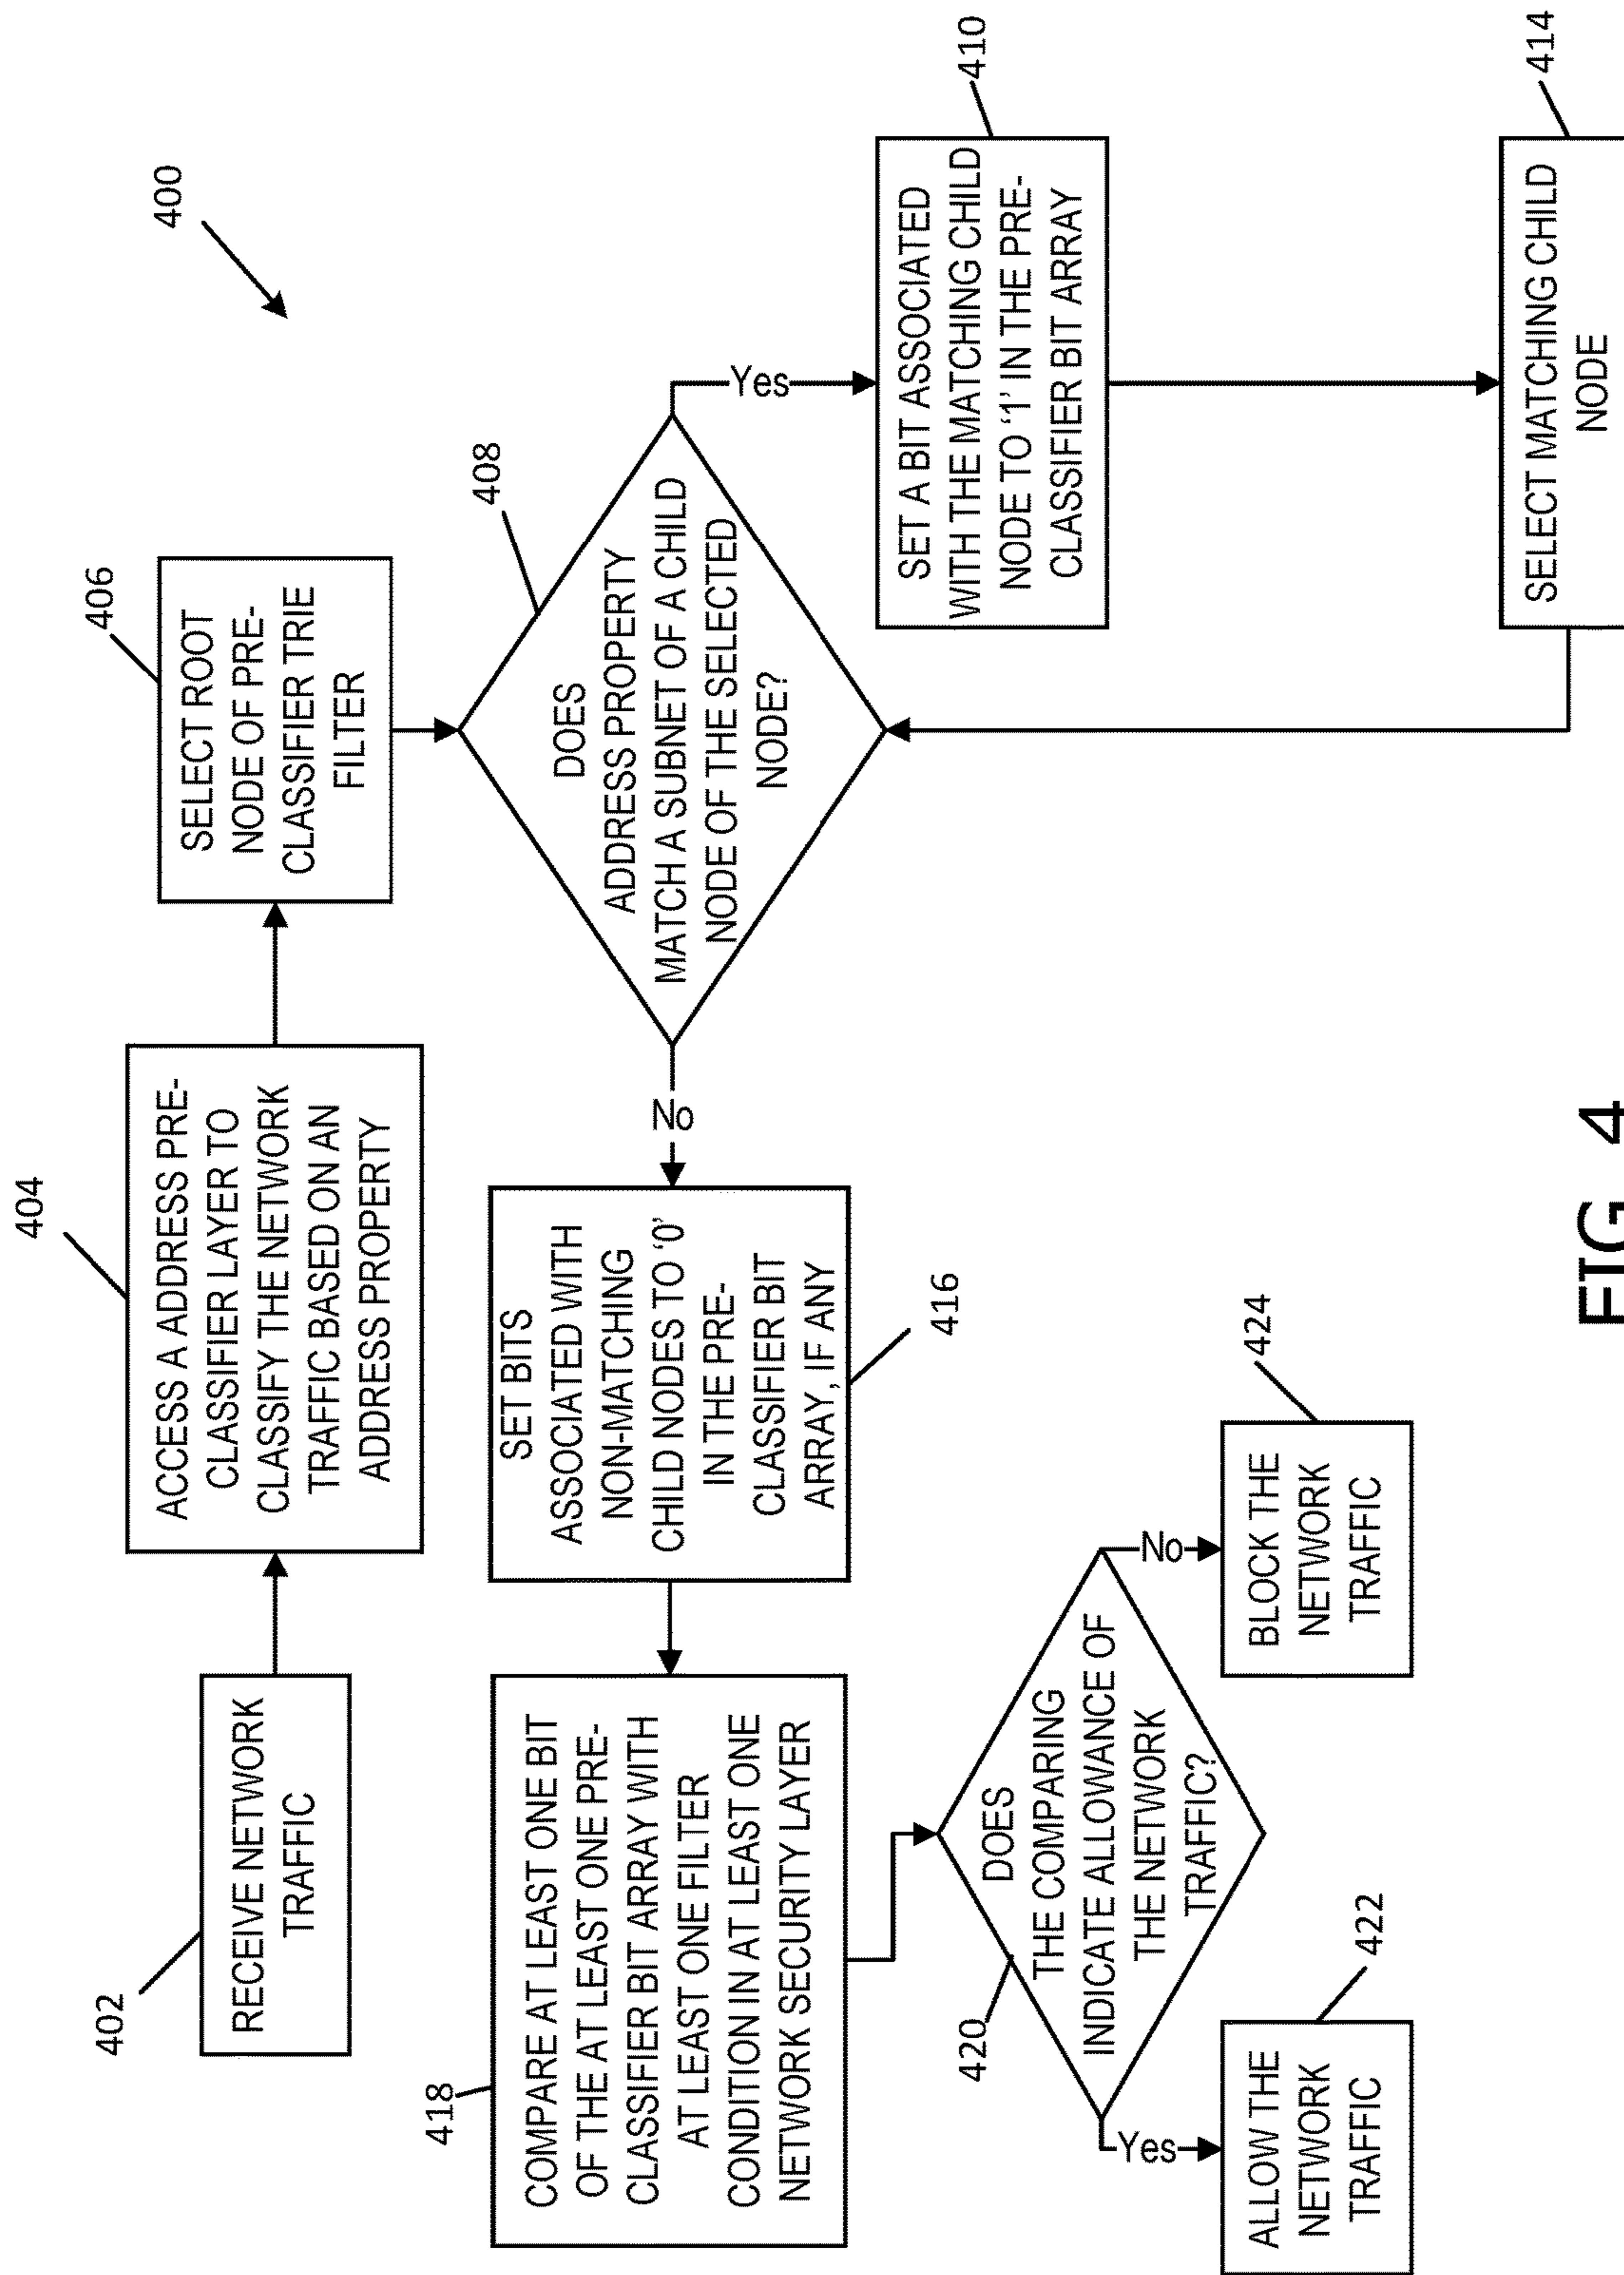 400
402
RECEIVE NETWORK
TRAFFIC
404
ACCESS A ADDRESS PRE-
CLASSIFIER LAYER TO
CLASSIFY THE NETWORK
TRAFFIC BASED ON AN
ADDRESS PROPERTY
406
SELECT ROOT
NODE OF PRE-
CLASSIFIER TRIE
FILTER
408
DOES
ADDRESS PROPERTY
MATCH A SUBNET OF A CHILD
NODE OF THE SELECTED
NODE?
Yes
410
SET A BIT ASSOCIATED
WITH THE MATCHING CHILD
NODE TO '1' IN THE PRE-
CLASSIFIER BIT ARRAY
414
SELECT MATCHING CHILD
NODE
No
SET BITS
ASSOCIATED WITH
NON-MATCHING
CHILD NODES TO '0'
IN THE PRE-
CLASSIFIER BIT
ARRAY, IF ANY
416
418
COMPARE AT LEAST ONE BIT
OF THE AT LEAST ONE PRE-
CLASSIFIER BIT ARRAY WITH
AT LEAST ONE FILTER
CONDITION IN AT LEAST ONE
NETWORK SECURITY LAYER
420
DOES
THE COMPARING
INDICATE ALLOWANCE OF
THE NETWORK
TRAFFIC?
Yes
422
ALLOW THE
NETWORK
TRAFFIC
No
424
BLOCK THE
NETWORK
TRAFFIC
FIG 4